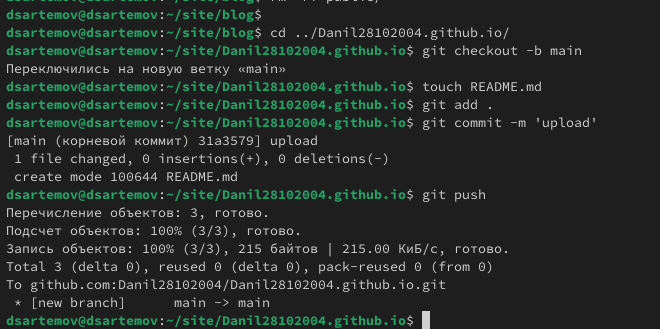 dsartemov@dsartemov:~/site/blog$
dsartemov@dsartemov:~/site/blog$ cd ../Danil28102004.github.io/
dsartemov@dsartemov:~/site/Danil28102004.github.io$ git checkout -b main
Переключились на новую ветку «main»
dsartemov@dsartemov:~/site/Danil28102004.github.io$ touch README.md
dsartemov@dsartemov:~/site/Danil28102004.github.io$ git add .
dsartemov@dsartemov:~/site/Danil28102004.github.io$ git commit -m 'upload'
[main (корневой коммит) 31a3579] upload
 1 file changed, 0 insertions(+), 0 deletions(-)
 create mode 100644 README.md
dsartemov@dsartemov:~/site/Danil28102004.github.io$ git push
Перечисление объектов: 3, готово.
Подсчет объектов: 100% (3/3), готово.
Запись объектов: 100% (3/3), 215 байтов | 215.00 КиБ/с, готово.
Total 3 (delta 0), reused 0 (delta 0), pack-reused 0 (from 0)
To github.com:Danil28102004/Danil28102004.github.io.git
 * [new branch]      main -> main
dsartemov@dsartemov:~/site/Danil28102004.github.io$